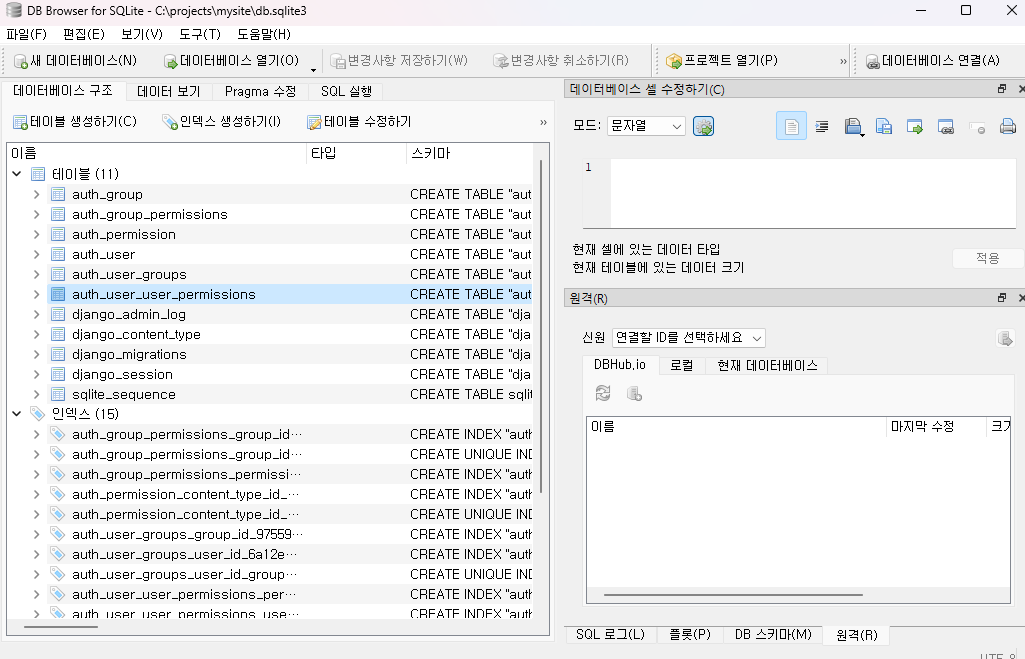 DB Browser for SQLite - C:\projects\mysite\db.sqlite3
파일(F) 편집(E) 보기(V) 도구(T) 도움말(H)
새 데이터베이스(N) 데이터베이스 열기(O) 변경사항 저장하기(W) 변경사항 취소하기(R) 프로젝트 열기(P) » 데이터베이스 연결(A)
데이터베이스 구조 데이터 보기 Pragma 수정 SQL 실행
테이블 생성하기(C) 인덱스 생성하기(I) 테이블 수정하기 »
이름 타입 스키마
테이블 (11)
auth_group CREATE TABLE "aut
auth_group_permissions CREATE TABLE "aut
auth_permission CREATE TABLE "aut
auth_user CREATE TABLE "aut
auth_user_groups CREATE TABLE "aut
auth_user_user_permissions CREATE TABLE "aut
django_admin_log CREATE TABLE "dja
django_content_type CREATE TABLE "dja
django_migrations CREATE TABLE "dja
django_session CREATE TABLE "dja
sqlite_sequence CREATE TABLE sqlit
인덱스 (15)
auth_group_permissions_group_id··· CREATE INDEX "auth
auth_group_permissions_group_id··· CREATE UNIQUE IND
auth_group_permissions_permissi··· CREATE INDEX "auth
auth_permission_content_type_id_··· CREATE INDEX "auth
auth_permission_content_type_id_··· CREATE UNIQUE IND
auth_user_groups_group_id_97559··· CREATE INDEX "auth
auth_user_groups_user_id_6a12e··· CREATE INDEX "auth
auth_user_groups_user_id_group··· CREATE UNIQUE IND
auth_user_user_permissions_per··· CREATE INDEX "auth
auth_user_user_permissions_use··· CREATE INDEX "auth
데이터베이스 셀 수정하기(C)
모드: 문자열
1
현재 셀에 있는 데이터 타입
현재 테이블에 있는 데이터 크기
적용
원격(R)
신원 연결할 ID를 선택하세요
DBHub.io 로컬 현재 데이터베이스
이름 마지막 수정 크기
SQL 로그(L) 플롯(P) DB 스키마(M) 원격(R)
UTF-8